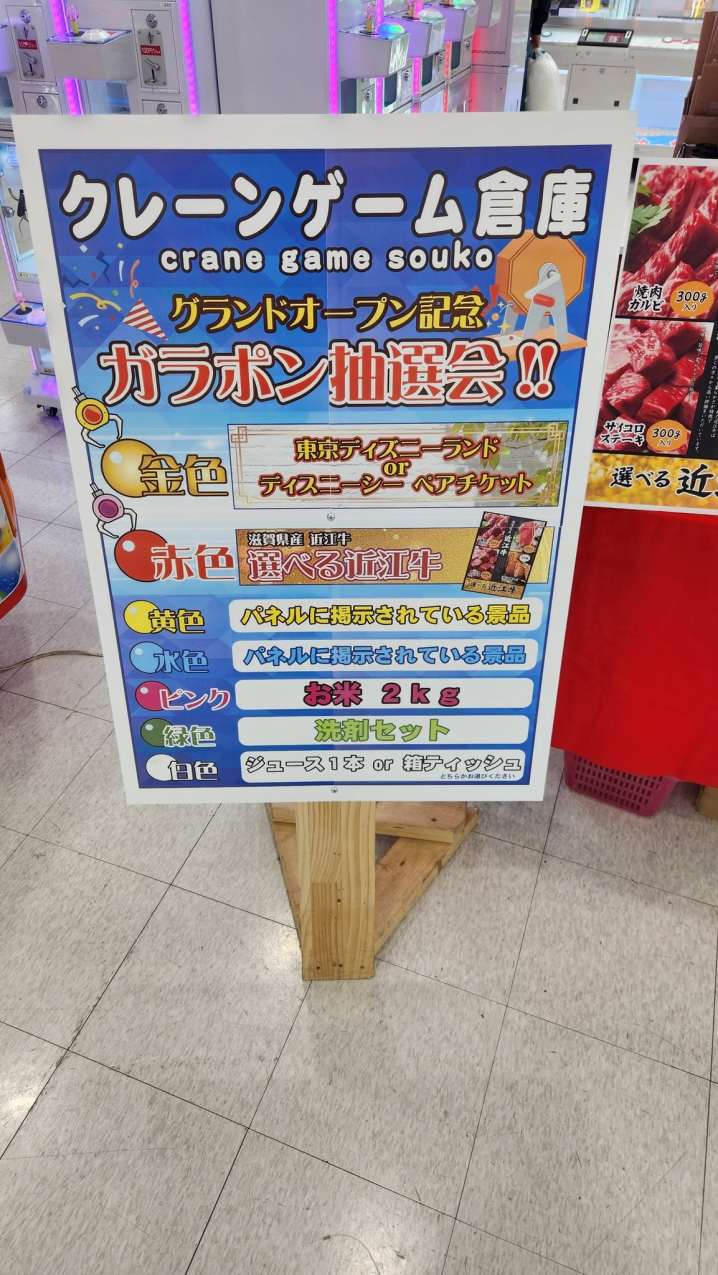 クレーンゲーム倉庫
crane game souko
グランドオープン記念
ガラポン抽選会!!
金色
東京ディズニーランド
or
ディズニーシー ペアチケット
赤色
滋賀県産 近江牛
選べる近江牛
黄色
パネルに掲示されている景品
水色
パネルに掲示されている景品
ピンク
お米 2kg
緑色
洗剤セット
白色
ジュース1本 or 箱ティッシュ
どちらかお選びください
焼肉
カルビ
300g
入り
サイコロ
ステーキ
300g
入り
選べる 近